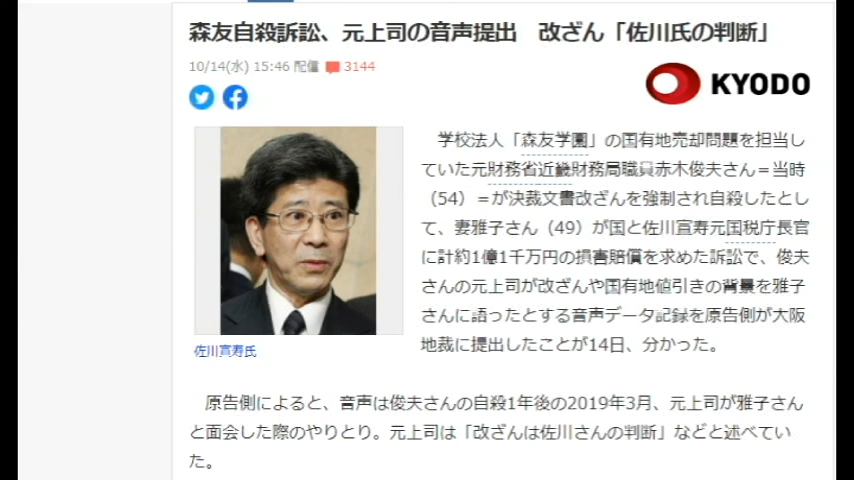 森友自殺訴訟、元上司の音声提出 改ざん「佐川氏の判断」
10/14(水) 15:46 配信 3144
KYODO
学校法人「森友学園」の国有地売却問題を担当し
ていた元財務省近畿財務局職員赤木俊夫さん＝当時
（54）＝が決裁文書改ざんを強制され自殺したとし
て、妻雅子さん（49）が国と佐川宣寿元国税庁長官
に計約1億1千万円の損害賠償を求めた訴訟で、俊夫
さんの元上司が改ざんや国有地値引きの背景を雅子
さんに語ったとする音声データ記録を原告側が大阪
地裁に提出したことが14日、分かった。
佐川宣寿氏
原告側によると、音声は俊夫さんの自殺1年後の2019年3月、元上司が雅子さん
と面会した際のやりとり。元上司は「改ざんは佐川さんの判断」などと述べてい
た。